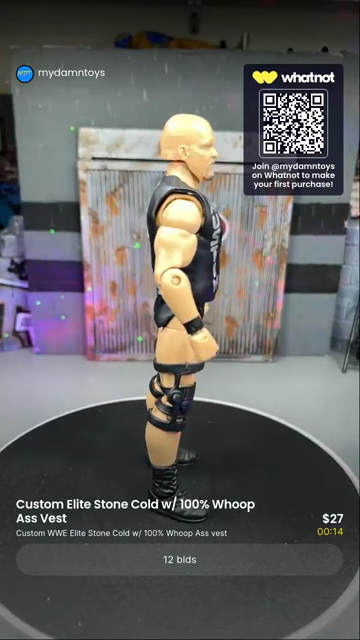 mydamntoys
whatnot
Join @mydamntoys
on Whatnot to make
your first purchase!
Custom Elite Stone Cold w/ 100% Whoop
Ass Vest
$27
Custom WWE Elite Stone Cold w/ 100% Whoop Ass vest
00:14
12 bids